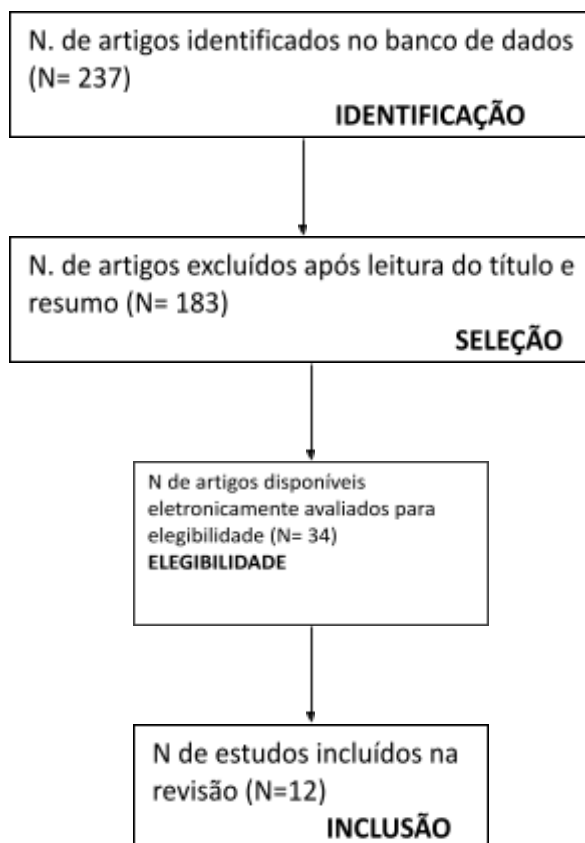 N. de artigos identificados no banco de dados
(N= 237)
IDENTIFICAÇÃO
N. de artigos excluídos após leitura do título e
resumo (N= 183)
SELEÇÃO
N de artigos disponíveis
eletronicamente avaliados para
elegibilidade (N= 34)
ELEGIBILIDADE
N de estudos incluídos na
revisão (N=12)
INCLUSÃO